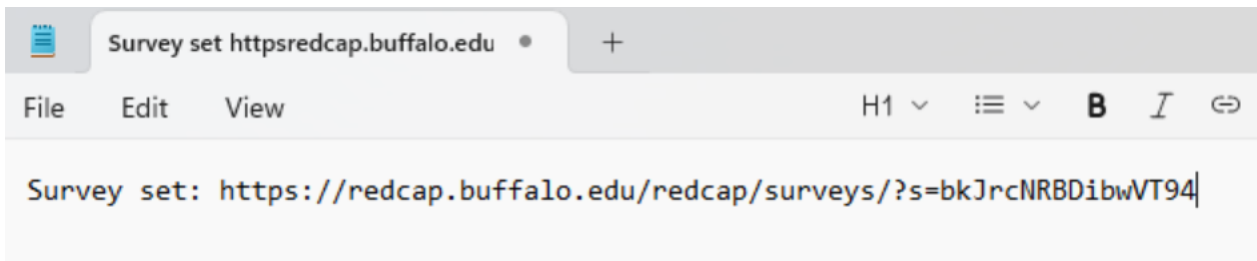 Survey set httpsredcap.buffalo.edu
File Edit View H1 B I
Survey set: https://redcap.buffalo.edu/redcap/surveys/?s=bkJrcNRBDibwVT94